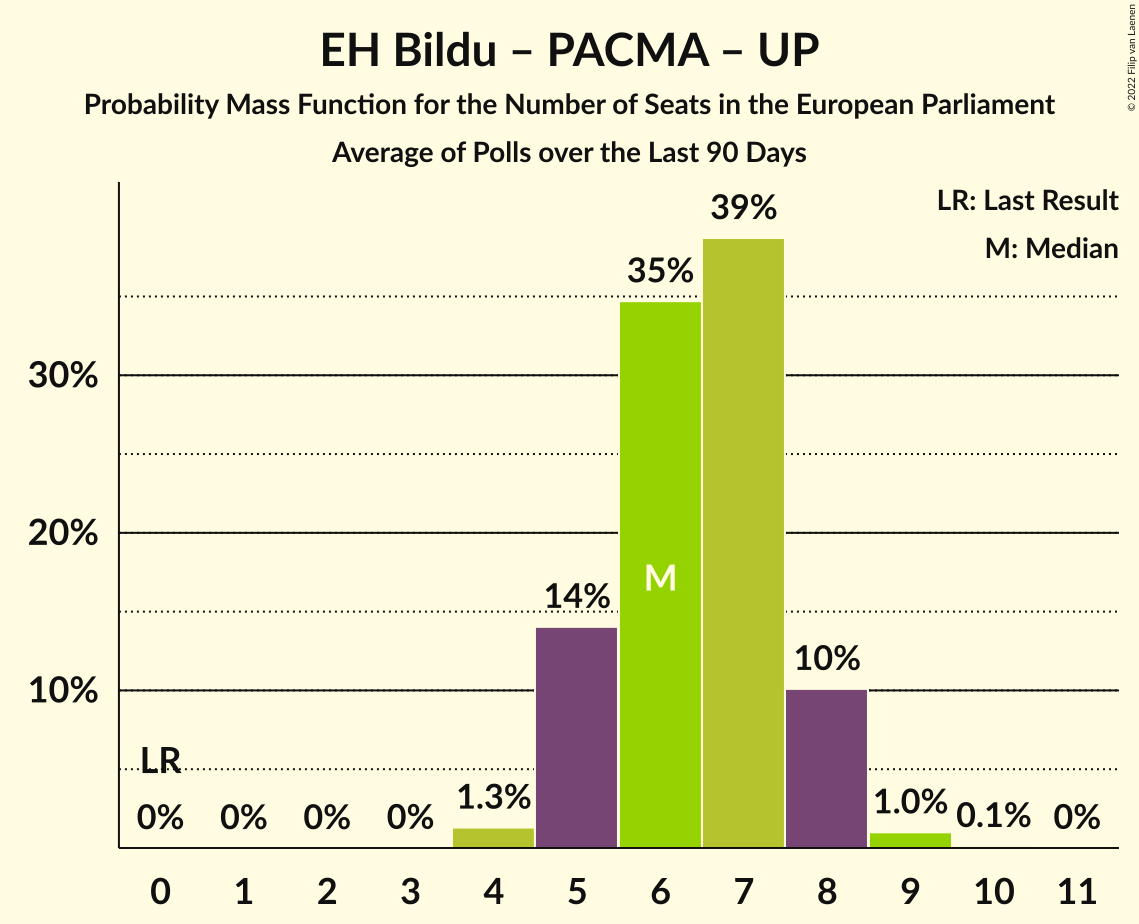 EH Bildu – PACMA – UP
Probability Mass Function for the Number of Seats in the European Parliament
Average of Polls over the Last 90 Days
© 2022 Filip van Laenen
LR: Last Result
M: Median
39%
35%
30%
20%
M
14%
10%
10%
LR
0%
0%
0%
0%
1.3%
1.0%
0.1%
0%
0 1 2 3 4 5 6 7 8 9 10 11